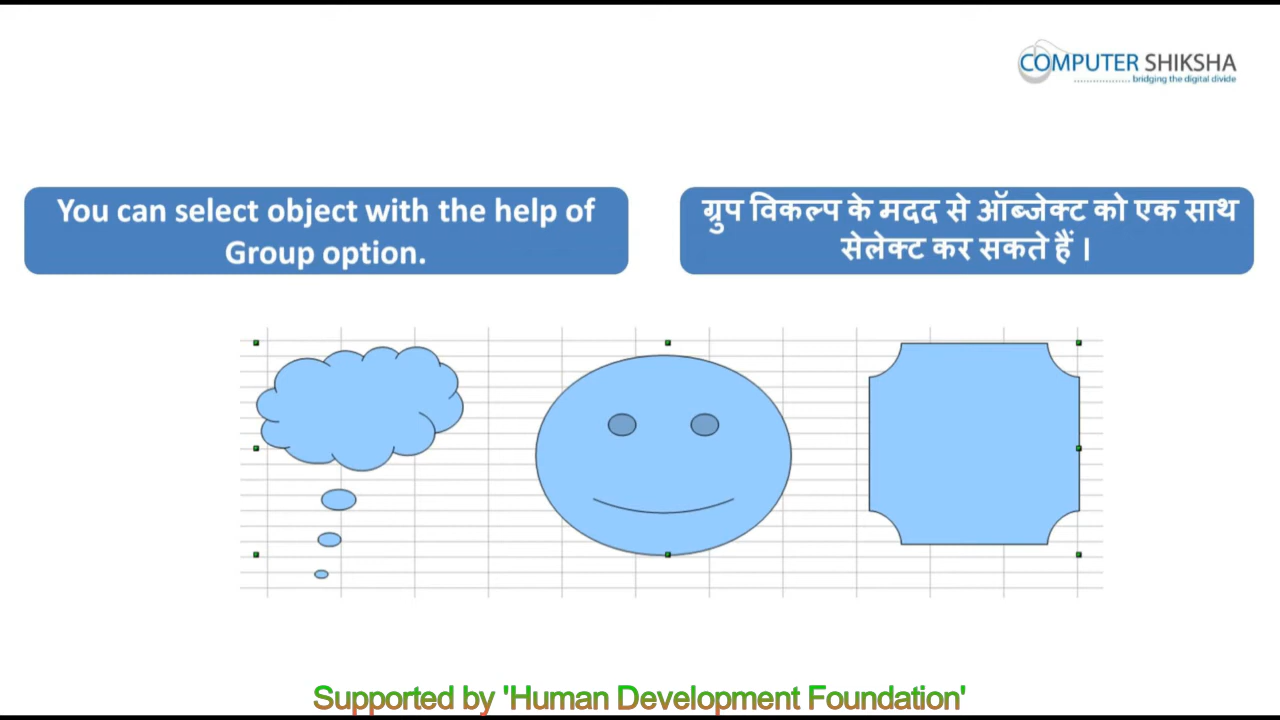 COMPUTER SHIKSHA
bridging the digital divide
You can select object with the help of
Group option.
ग्रुप विकल्प के मदद से ऑब्जेक्ट को एक साथ
सेलेक्ट कर सकते हैं ।
Supported by 'Human Development Foundation'